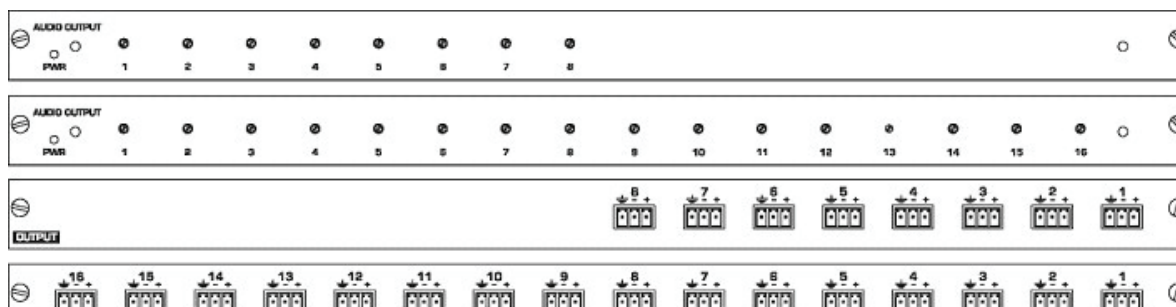 AUDIO OUTPUT
PWR 1 2 3 4 5 6 7 8
AUDIO OUTPUT
PWR 1 2 3 4 5 6 7 8 9 10 11 12 13 14 15 16
8 7 6 5 4 3 2 1
- + - + - + - + - + - + - + - +
OUTPUT
16 15 14 13 12 11 10 9 8 7 6 5 4 3 2 1
- + - + - + - + - + - + - + - + - + - + - + - + - + - + - + - +